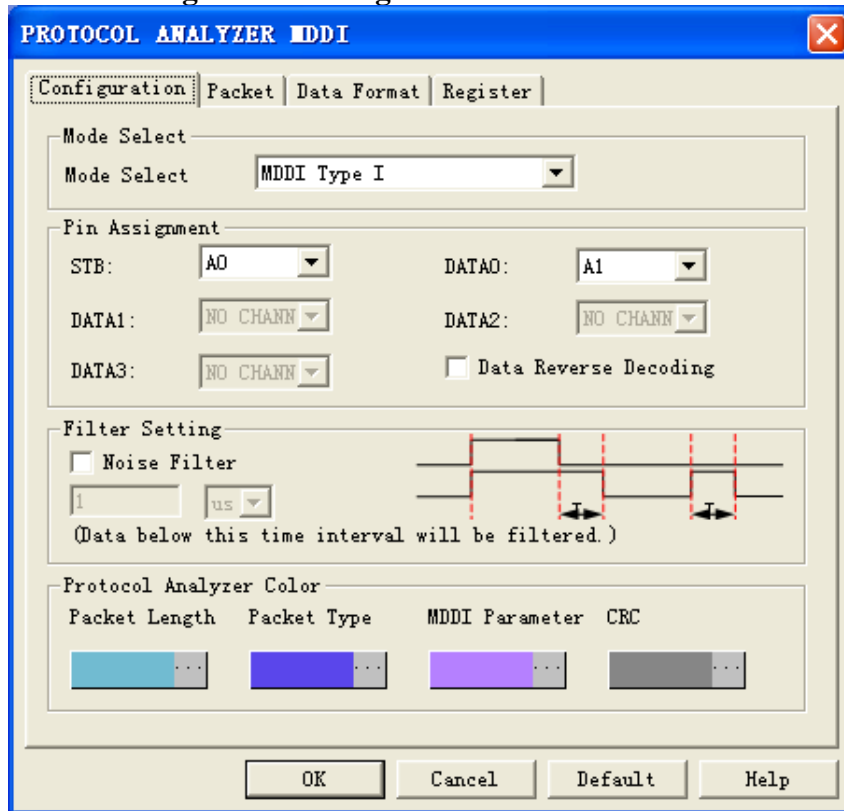 PROTOCOL ANALYZER MDDI
Configuration Packet Data Format Register
Mode Select
Mode Select MDDI Type I
Pin Assignment
STB: A0 DATA0: A1
DATA1: NO CHANN DATA2: NO CHANN
DATA3: NO CHANN Data Reverse Decoding
Filter Setting
Noise Filter
1 us
T T
(Data below this time interval will be filtered.)
Protocol Analyzer Color
Packet Length Packet Type MDDI Parameter CRC
... ... ... ...
OK Cancel Default Help